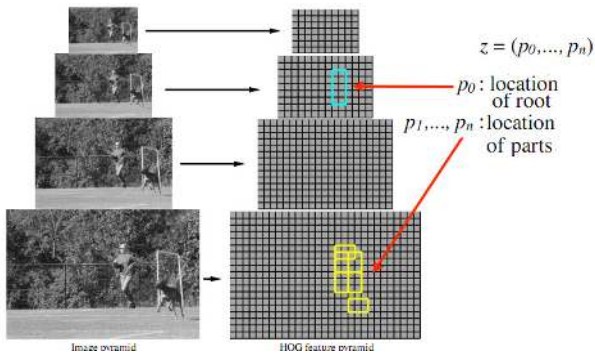 z = (p₀,..., pₙ)
p₀ : location
of root
p₁,..., pₙ : location
of parts
Image pyramid
HOG feature pyramid